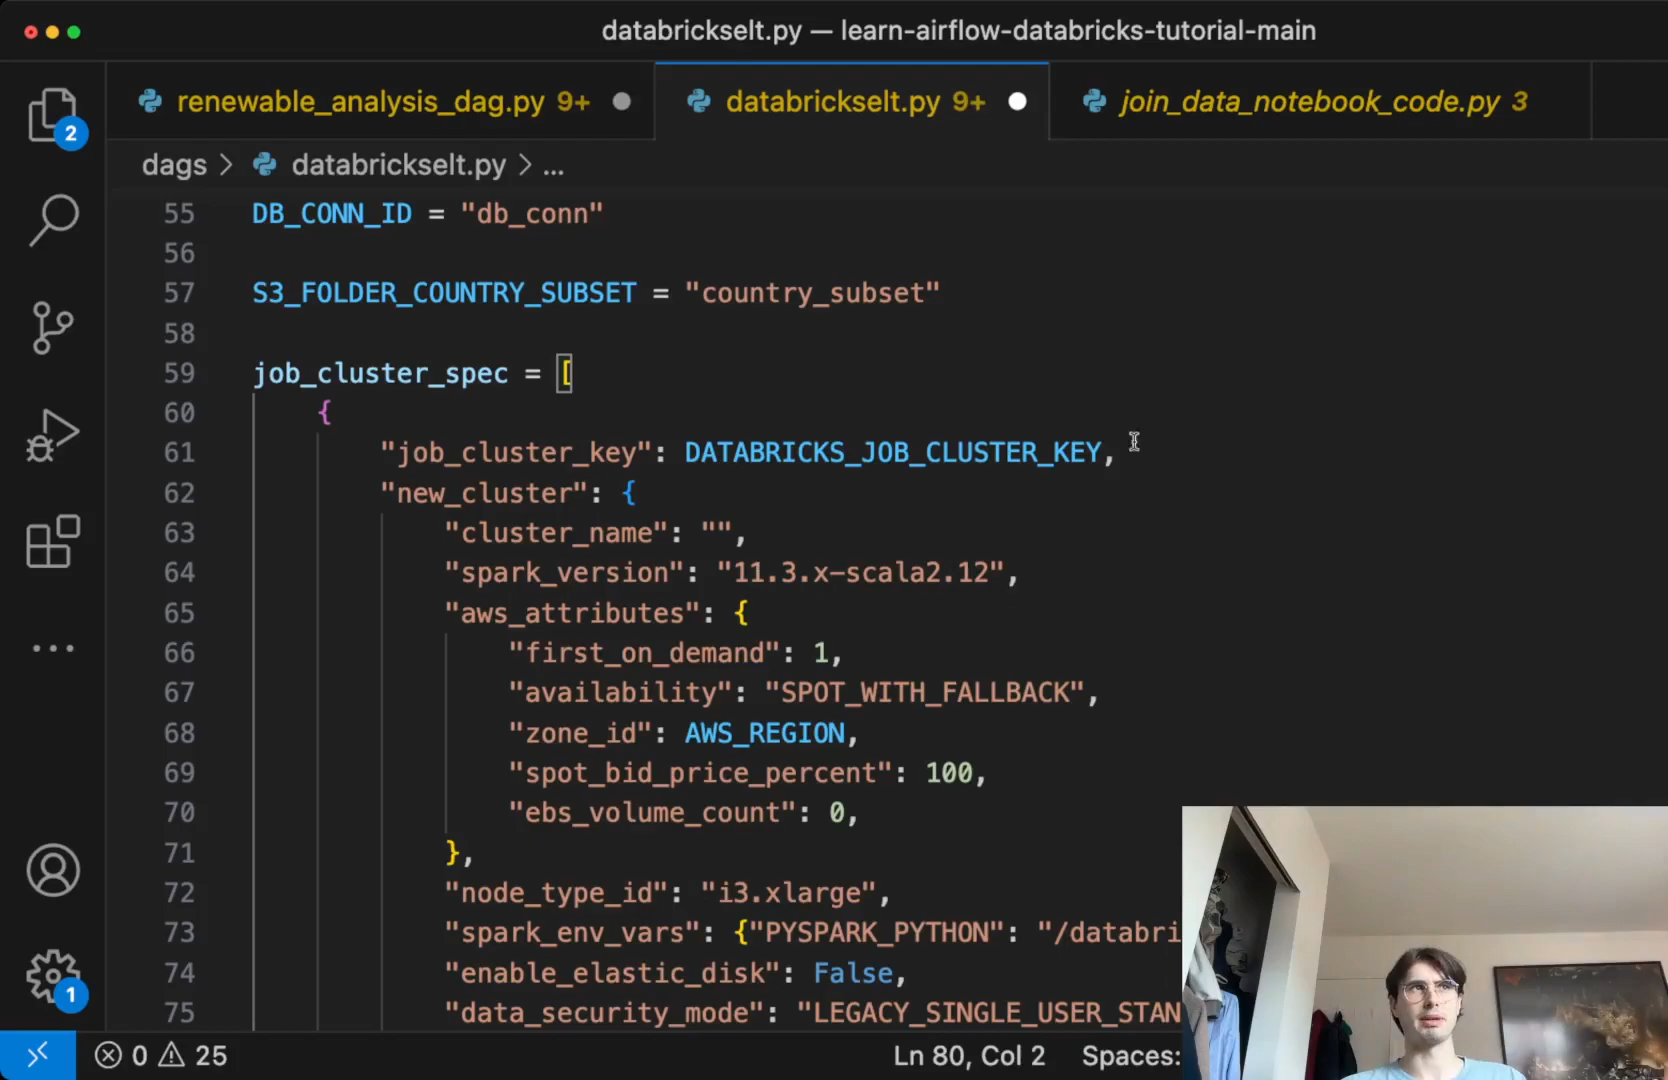 databrickselt.py — learn-airflow-databricks-tutorial-main
renewable_analysis_dag.py 9+
databrickselt.py 9+
join_data_notebook_code.py 3
2
dags > databrickselt.py > ...
55 DB_CONN_ID = "db_conn"
56
57 S3_FOLDER_COUNTRY_SUBSET = "country_subset"
58
59 job_cluster_spec = [
60 {
61 "job_cluster_key": DATABRICKS_JOB_CLUSTER_KEY,
62 "new_cluster": {
63 "cluster_name": "",
64 "spark_version": "11.3.x-scala2.12",
65 "aws_attributes": {
66 "first_on_demand": 1,
67 "availability": "SPOT_WITH_FALLBACK",
68 "zone_id": AWS_REGION,
69 "spot_bid_price_percent": 100,
70 "ebs_volume_count": 0,
71 },
72 "node_type_id": "i3.xlarge",
73 "spark_env_vars": {"PYSPARK_PYTHON": "/databri
74 "enable_elastic_disk": False,
75 "data_security_mode": "LEGACY_SINGLE_USER_STAN
1
0 25 Ln 80, Col 2 Spaces: